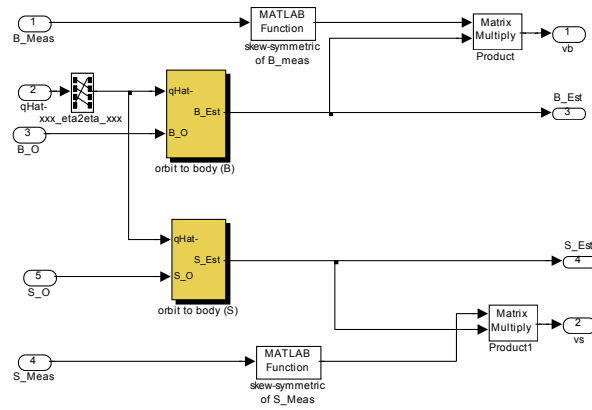 1
B_Meas
MATLAB
Function
skew-symmetric
of B_meas
Matrix
Multiply
Product
1
vb
2
qHat-
xxx_eta2eta_xxx
3
B_O
qHat-
B_Est
B_O
orbit to body (B)
B_Est
3
qHat-
S_Est
S_O
orbit to body (S)
5
S_O
S_Est
4
Matrix
Multiply
Product1
2
vs
4
S_Meas
MATLAB
Function
skew-symmetric
of S_Meas